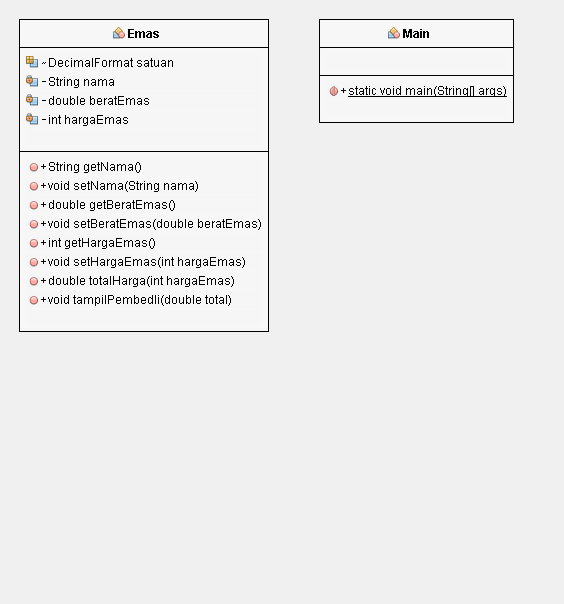 Emas
~DecimalFormat satuan
-String nama
-double beratEmas
-int hargaEmas
+String getNama()
+void setNama(String nama)
+double getBeratEmas()
+void setBeratEmas(double beratEmas)
+int getHargaEmas()
+void setHargaEmas(int hargaEmas)
+double totalHarga(int hargaEmas)
+void tampilPembedli(double total)
Main
+static void main(String[] args)